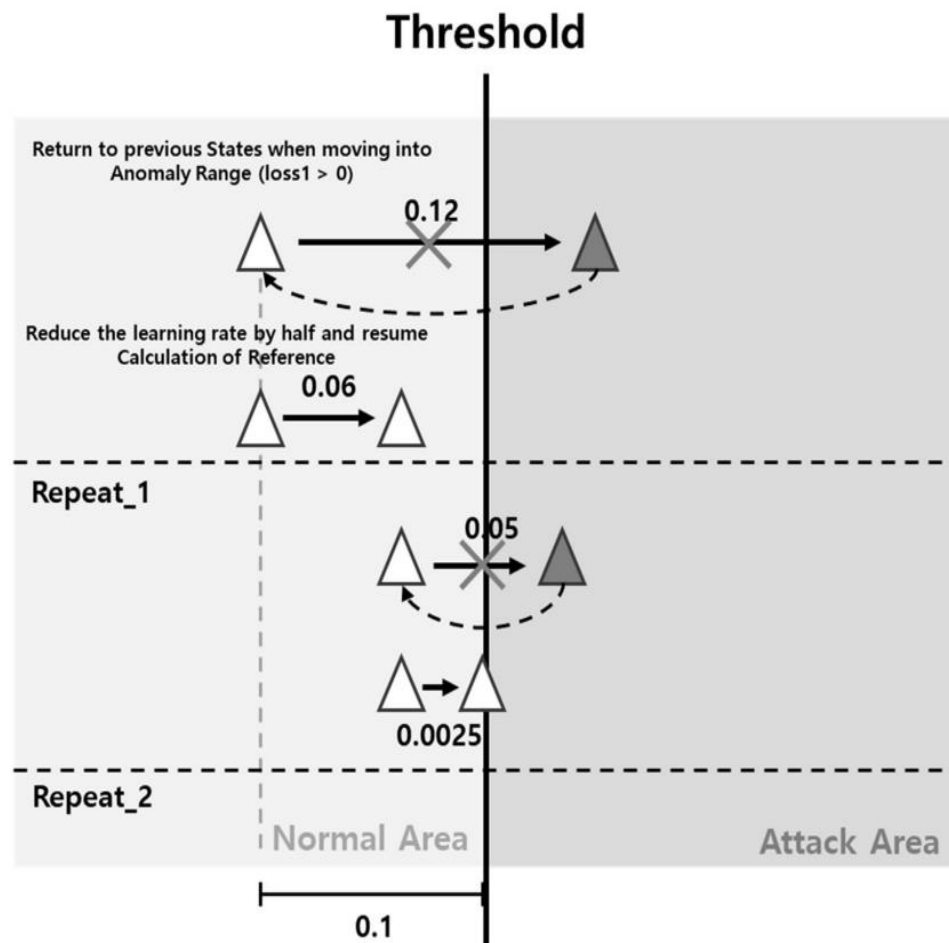 Threshold
Return to previous States when moving into
Anomaly Range (loss1 > 0)
0.12
Reduce the learning rate by half and resume
Calculation of Reference
0.06
Repeat_1
0.05
0.0025
Repeat_2
Normal Area
Attack Area
0.1